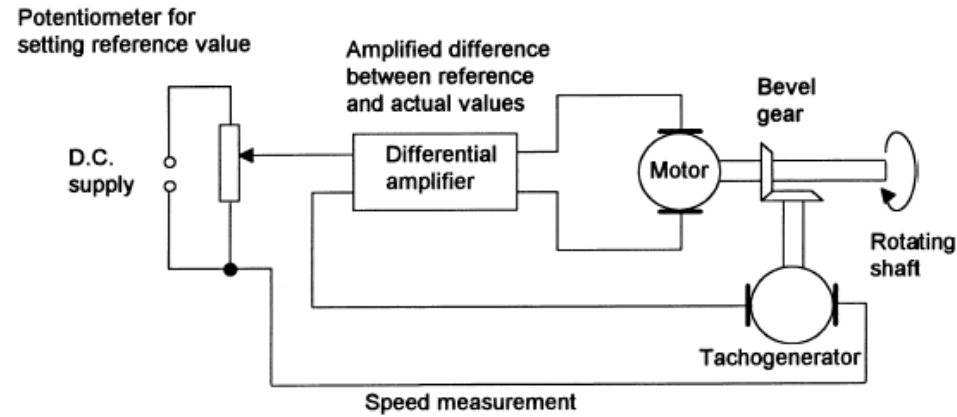 Potentiometer for
setting reference value
Amplified difference
between reference
and actual values
Bevel
gear
D.C.
supply
Differential
amplifier
Motor
Rotating
shaft
Tachogenerator
Speed measurement